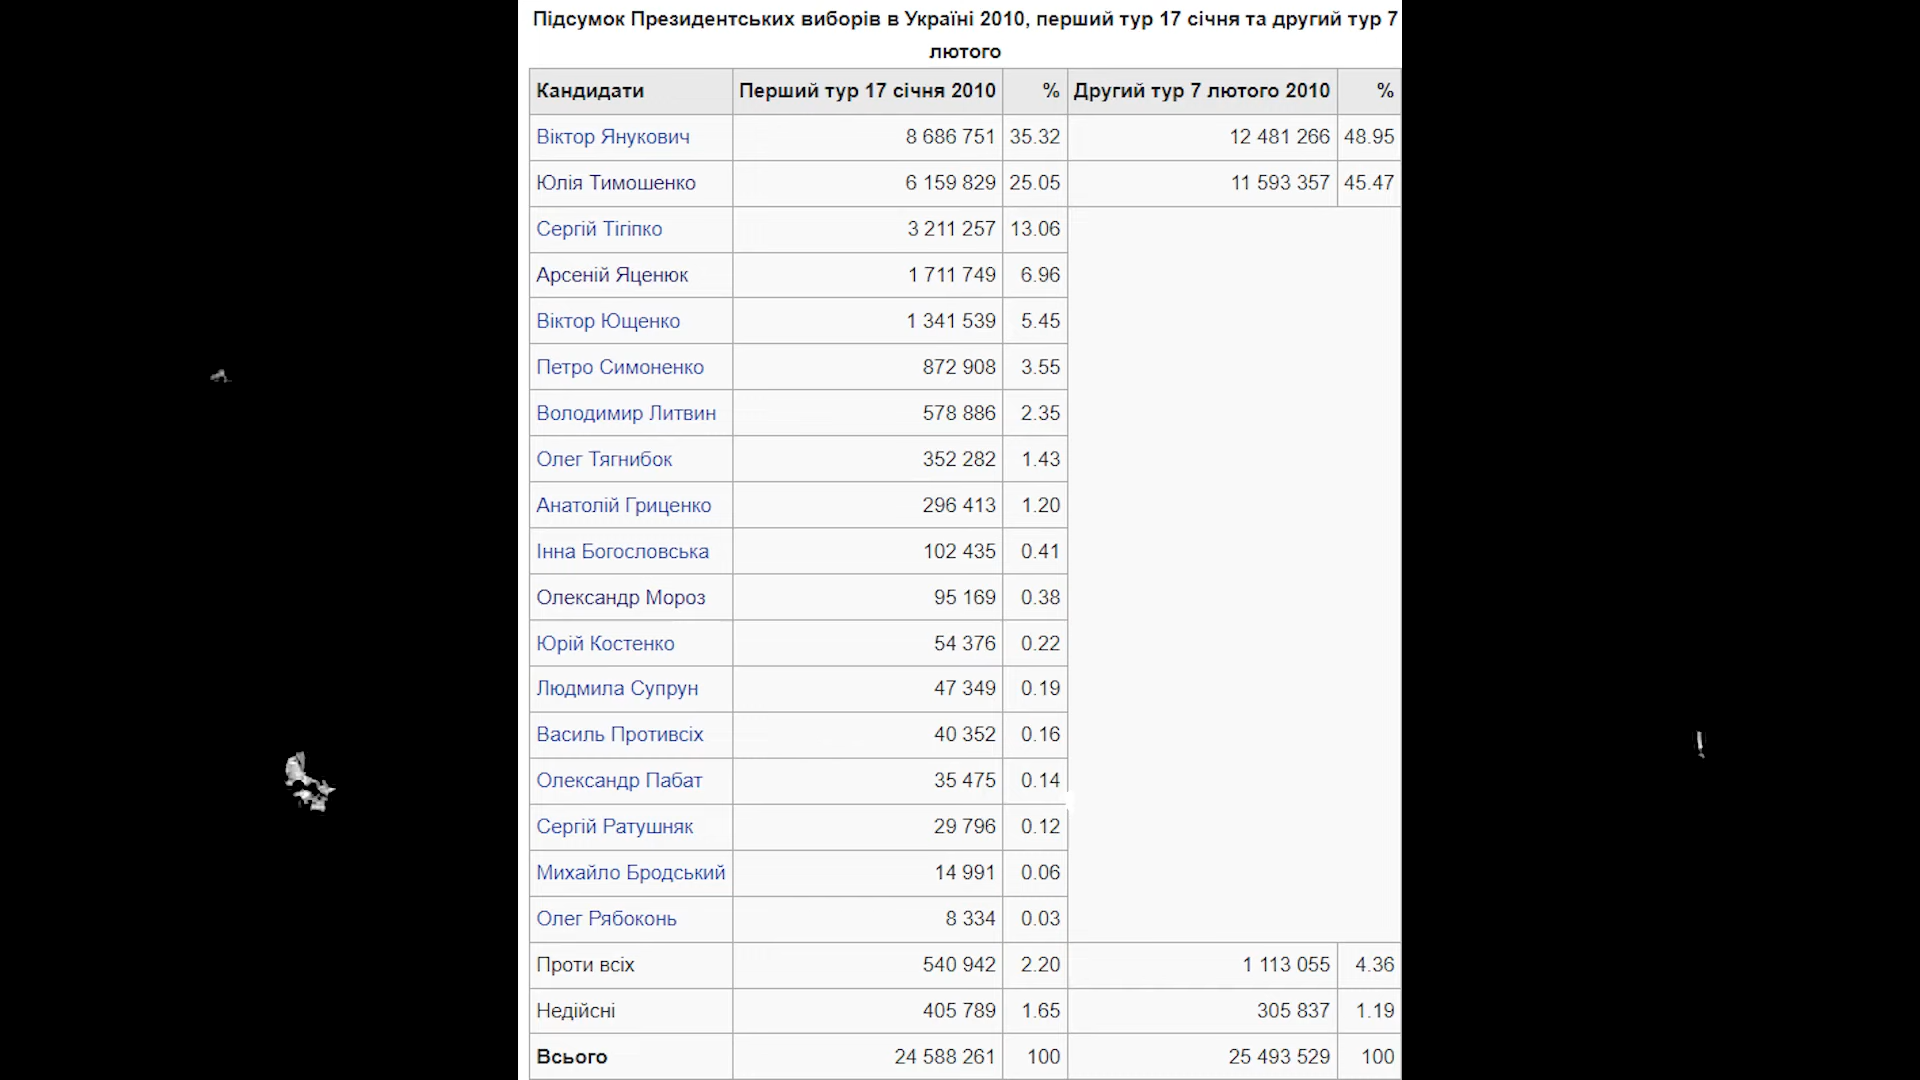 Підсумок Президентських виборів в Україні 2010, перший тур 17 січня та другий тур 7
лютого
Кандидати Перший тур 17 січня 2010 % Другий тур 7 лютого 2010 %
Віктор Янукович 8 686 751 35.32 12 481 266 48.95
Юлія Тимошенко 6 159 829 25.05 11 593 357 45.47
Сергій Тігіпко 3 211 257 13.06
Арсеній Яценюк 1 711 749 6.96
Віктор Ющенко 1 341 539 5.45
Петро Симоненко 872 908 3.55
Володимир Литвин 578 886 2.35
Олег Тягнибок 352 282 1.43
Анатолій Гриценко 296 413 1.20
Інна Богословська 102 435 0.41
Олександр Мороз 95 169 0.38
Юрій Костенко 54 376 0.22
Людмила Супрун 47 349 0.19
Василь Противсіх 40 352 0.16
Олександр Пабат 35 475 0.14
Сергій Ратушняк 29 796 0.12
Михайло Бродський 14 991 0.06
Олег Рябоконь 8 334 0.03
Проти всіх 540 942 2.20 1 113 055 4.36
Недійсні 405 789 1.65 305 837 1.19
Всього 24 588 261 100 25 493 529 100